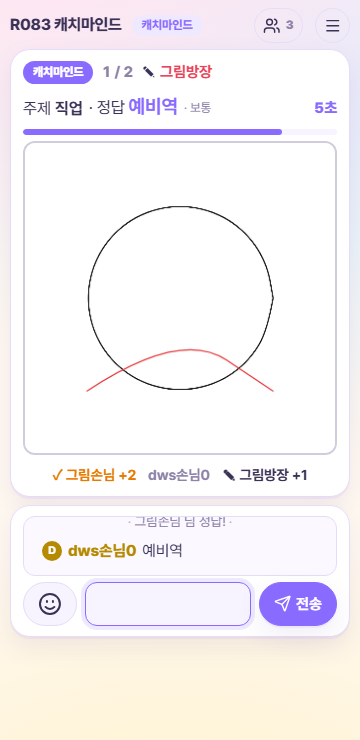 R083 캐치마인드 캐치마인드 3
캐치마인드 1 / 2 그림방장
주제 직업 · 정답 예비역 · 보통 5초
✓ 그림손님 +2 dws손님0 그림방장 +1
· 그림손님 님 정답! ·
D dws손님0 예비역
전송